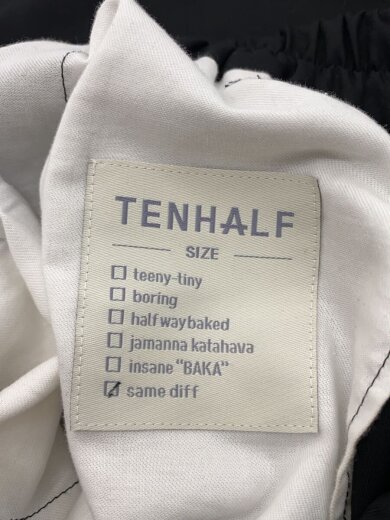 TENHALF
SIZE
☐ teeny-tiny
☐ boring
☐ halfwaybaked
☐ jamanna katahava
☐ insane “BAKA”
☑ same diff